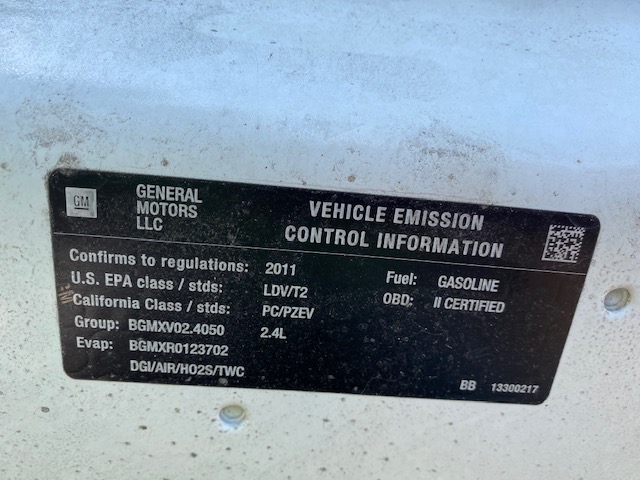 GM
GENERAL
MOTORS
LLC
VEHICLE EMISSION
CONTROL INFORMATION
Confirms to regulations: 2011
U.S. EPA class / stds: LDV/T2
California Class / stds: PC/PZEV
Group: BGMXV02.4050 2.4L
Evap: BGMXR0123702
DGI/AIR/HO2S/TWC
Fuel: GASOLINE
OBD: II CERTIFIED
BB 13300217